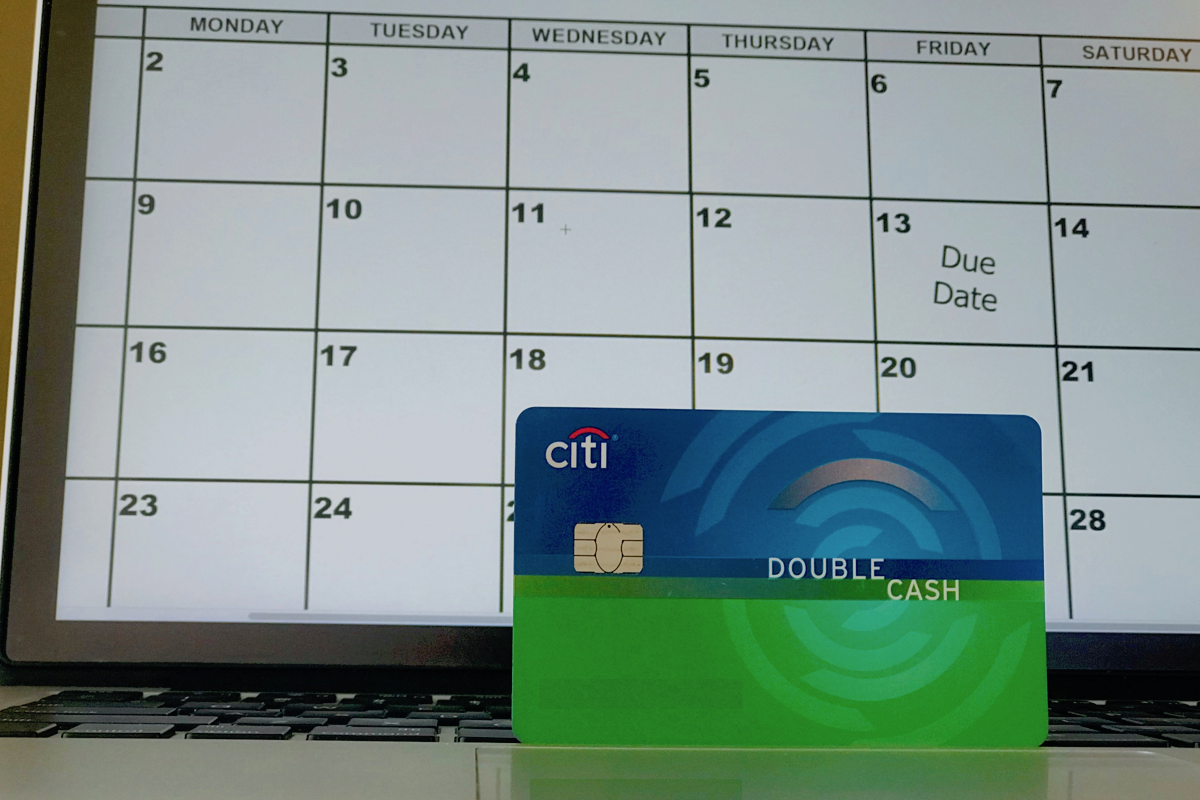 MONDAY TUESDAY WEDNESDAY THURSDAY FRIDAY SATURDAY
2 3 4 5 6 7
9 10 11 12 13 14
Due
Date
16 17 18 19 20 21
23 24 28
citi
DOUBLE
CASH